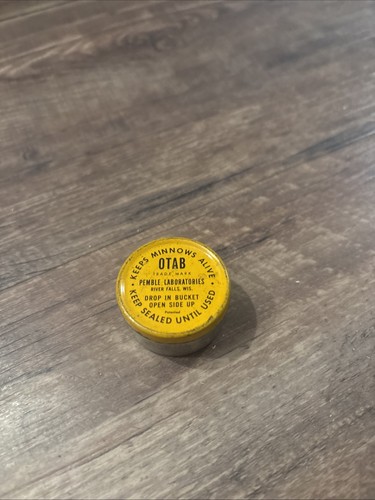 KEEPS MINNOWS ALIVE
OTAB
TRADE MARK
PEMBLE LABORATORIES
RIVER FALLS, WIS.
DROP IN BUCKET
OPEN SIDE UP
Patented
• KEEP SEALED UNTIL USED •